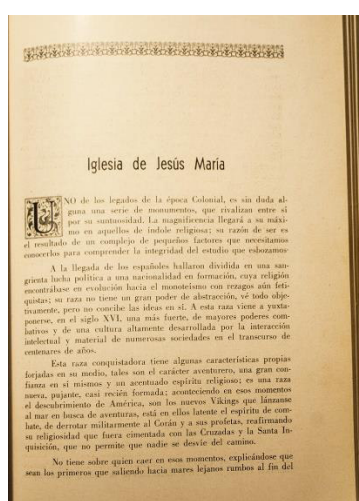 Iglesia de Jesús María
UNO de los legados de la época Colonial, es sin duda al-
guna una serie de monumentos, que rivalizan entre sí
por su suntuosidad. La magnificencia llegará a su máxi-
mo en aquellos de índole religiosa; su razón de ser es
el resultado de un complejo de pequeños factores que necesitamos
conocerlos para comprender la integridad del estudio que esbozamos
A la llegada de los españoles hallaron dividida en una san-
grienta lucha política a una nacionalidad en formación, cuya religión
encontrábase en evolución hacia el monoteísmo con rezagos aún feti-
quistas; su raza no tiene un gran poder de abstracción, vé todo obje-
tivamente, pero no concibe las ideas en sí. A esta raza viene a yuxta-
ponerse, en el siglo XVI, una más fuerte, de mayores poderes com-
bativos y de una cultura altamente desarrollada por la interacción
intelectual y material de numerosas sociedades en el transcurso de
centenares de años.
Esta raza conquistadora tiene algunas características propias
forjadas en su medio, tales son el carácter aventurero, una gran con-
fianza en si mismos y un acentuado espíritu religioso; es una raza
nueva, pujante, casi recién formada; aconteciendo en esos momentos
el descubrimiento de América, son los nuevos Vikings que lánzanse
al mar en busca de aventuras, está en ellos latente el espíritu de com-
bate, de derrotar militarmente al Corán y a sus profetas, reafirmando
su religiosidad que fuera cimentada con las Cruzadas y la Santa In-
quisición, que no permite que nadie se desvíe del camino.
No tiene sobre quien caer en esos momentos, explicándose que
sean los primeros que saliendo hacia mares lejanos rumbos al fin del